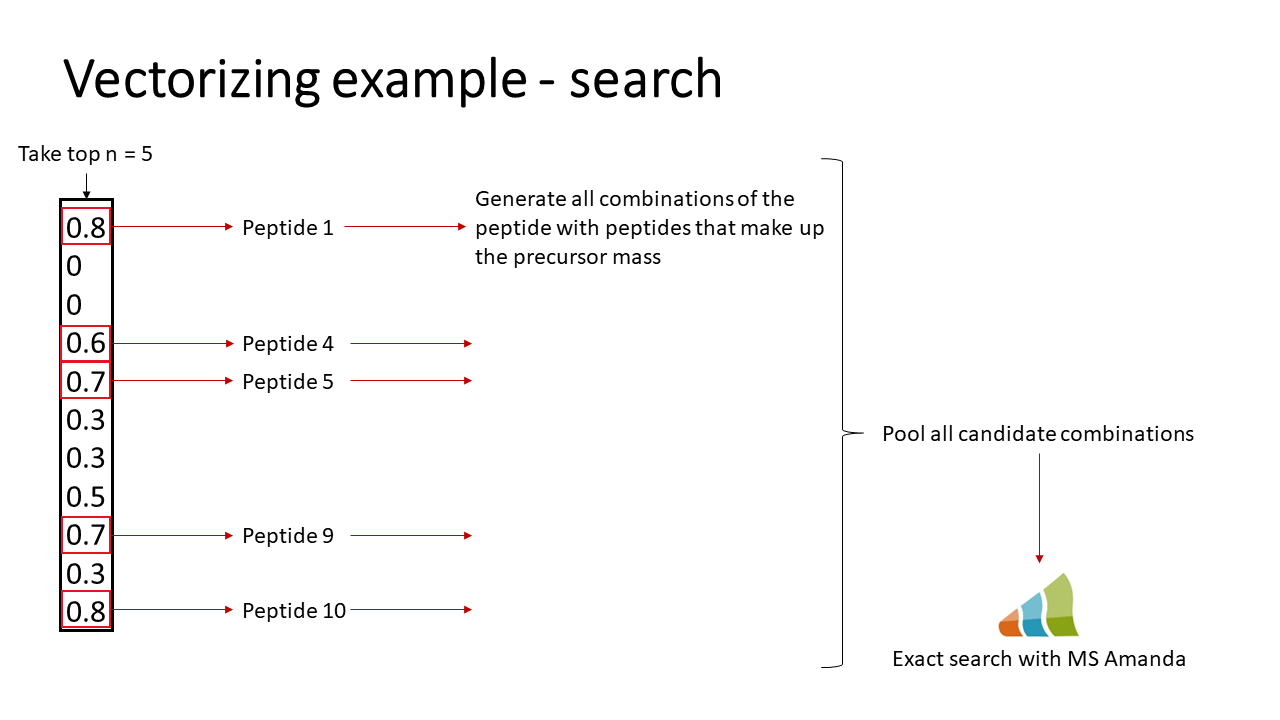 Vectorizing example - search
Take top n = 5
0.8
0
0
0.6
0.7
0.3
0.3
0.5
0.7
0.3
0.8
Peptide 1
Peptide 4
Peptide 5
Peptide 9
Peptide 10
Generate all combinations of the
peptide with peptides that make up
the precursor mass
Pool all candidate combinations
Exact search with MS Amanda